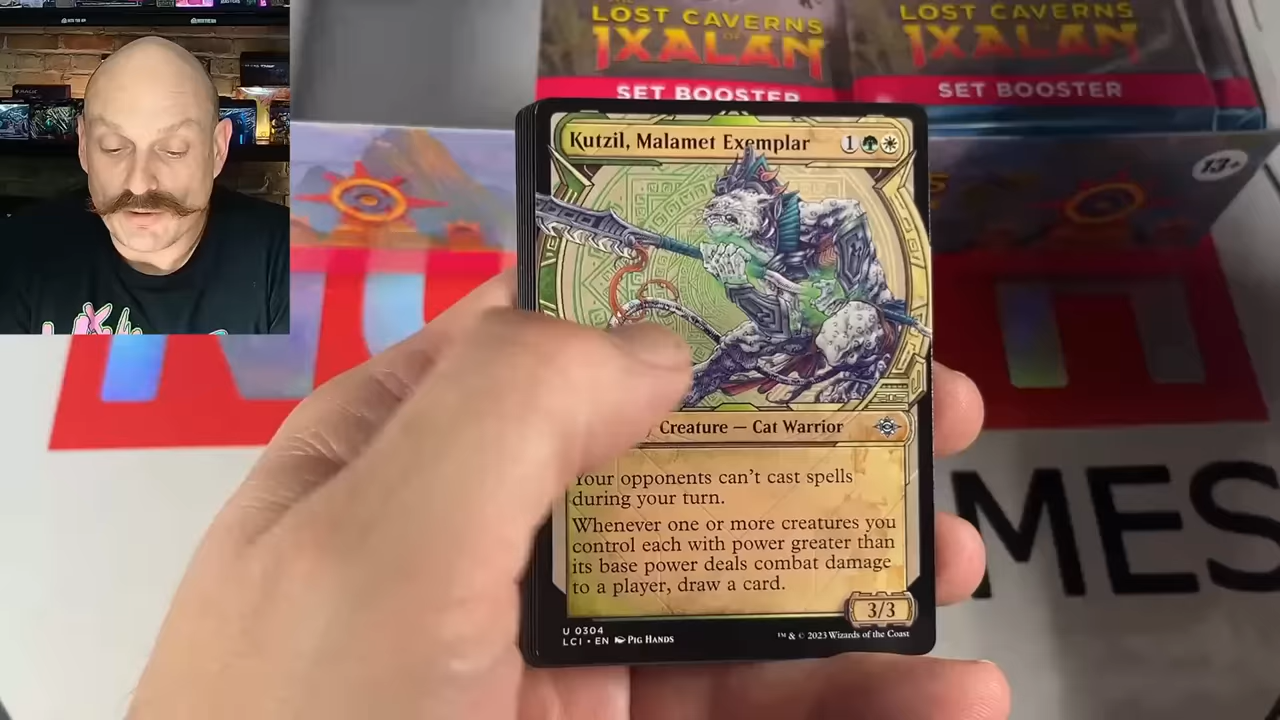 LOST CAVERNS
OF
IXALAN
SET BOOSTER
LOST CAVERNS
OF
IXALAN
SET BOOSTER
13+
Kutzil, Malamet Exemplar 1
Creature — Cat Warrior
Your opponents can't cast spells
during your turn.
Whenever one or more creatures you
control each with power greater than
its base power deals combat damage
to a player, draw a card.
3/3
U 0304
LCI • EN Pig Hands
™ & © 2023 Wizards of the Coast
MES